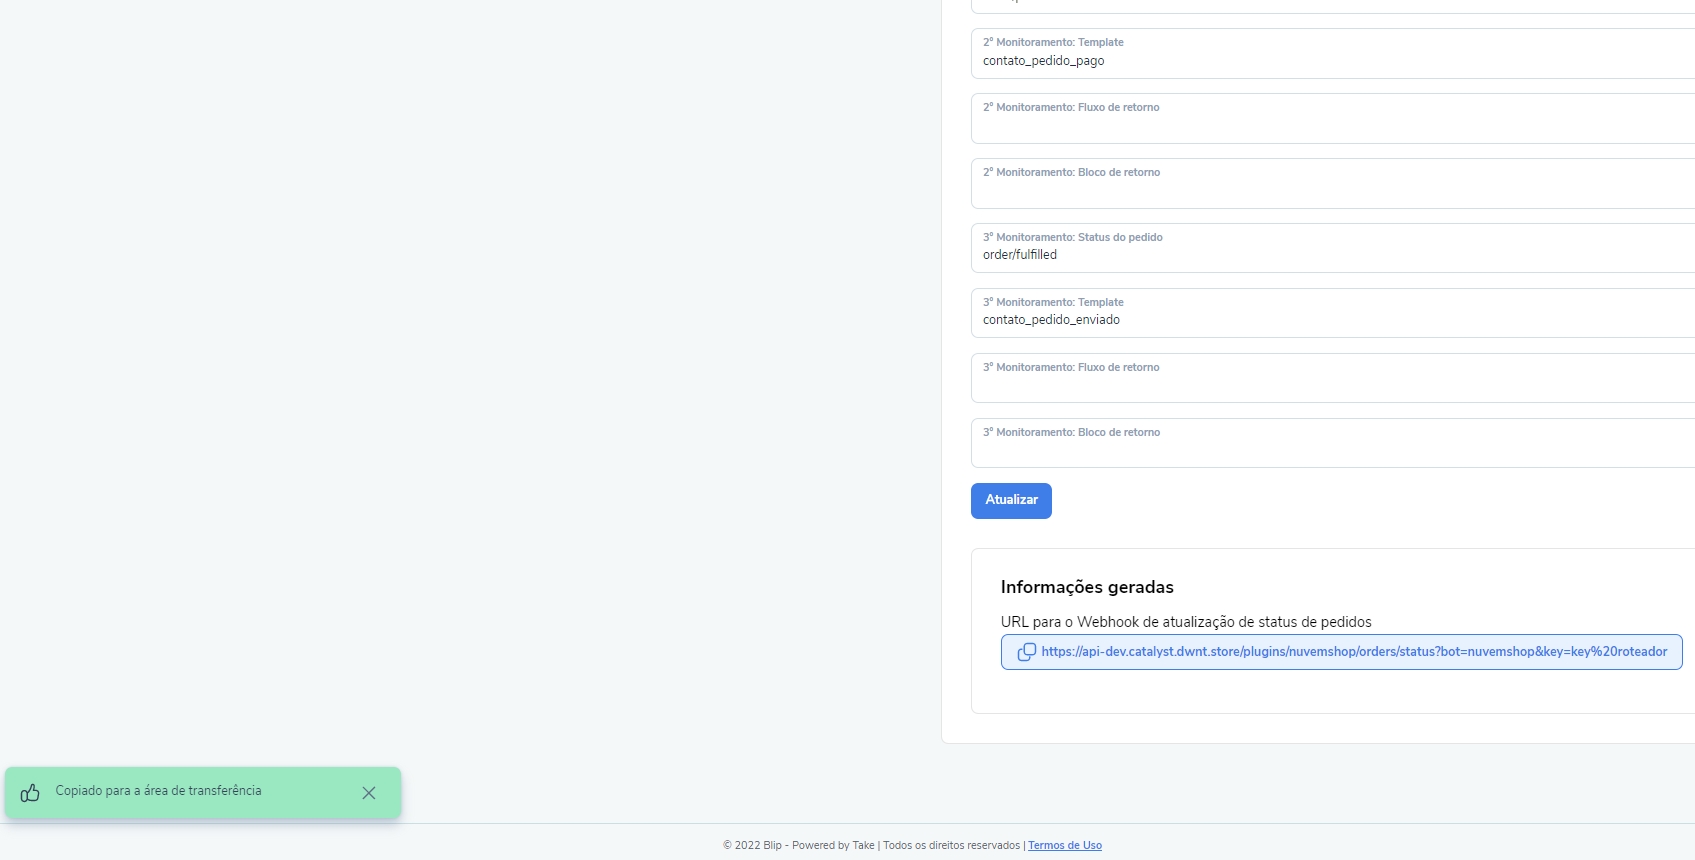 2° Monitoramento: Template
contato_pedido_pago
2° Monitoramento: Fluxo de retorno
2° Monitoramento: Bloco de retorno
3° Monitoramento: Status do pedido
order/fulfilled
3° Monitoramento: Template
contato_pedido_enviado
3° Monitoramento: Fluxo de retorno
3° Monitoramento: Bloco de retorno
Atualizar
Informações geradas
URL para o Webhook de atualização de status de pedidos
https://api-dev.catalyst.dwnt.store/plugins/nuvemshop/orders/status?bot=nuvemshop&key=key%20roteador
Copiado para a área de transferência
© 2022 Blip - Powered by Take | Todos os direitos reservados | Termos de Uso